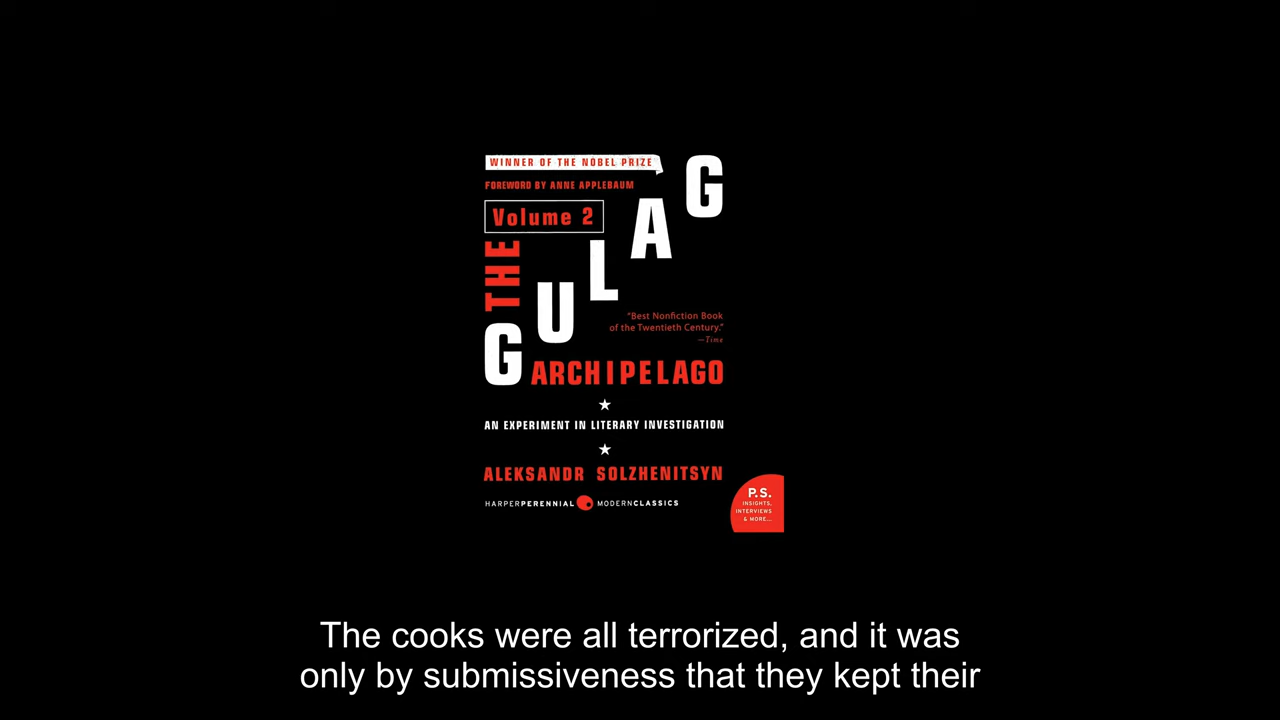 WINNER OF THE NOBEL PRIZE
FOREWORD BY ANNE APPLEBAUM
Volume 2
THE
GULAG
"Best Nonfiction Book
of the Twentieth Century."
—Time
ARCHIPELAGO
AN EXPERIMENT IN LITERARY INVESTIGATION
ALEKSANDR SOLZHENITSYN
HARPERPERENNIAL MODERNCLASSICS
P.S.
INSIGHTS,
INTERVIEWS
& MORE...
The cooks were all terrorized, and it was
only by submissiveness that they kept their